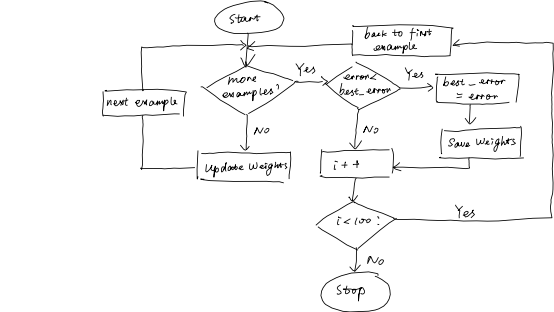 Start
back to first
example
more
examples?
Yes
error<
best_error
Yes
best_error
= error
next example
No
No
Save Weights
Update Weights
i++
i<100?
Yes
No
Stop